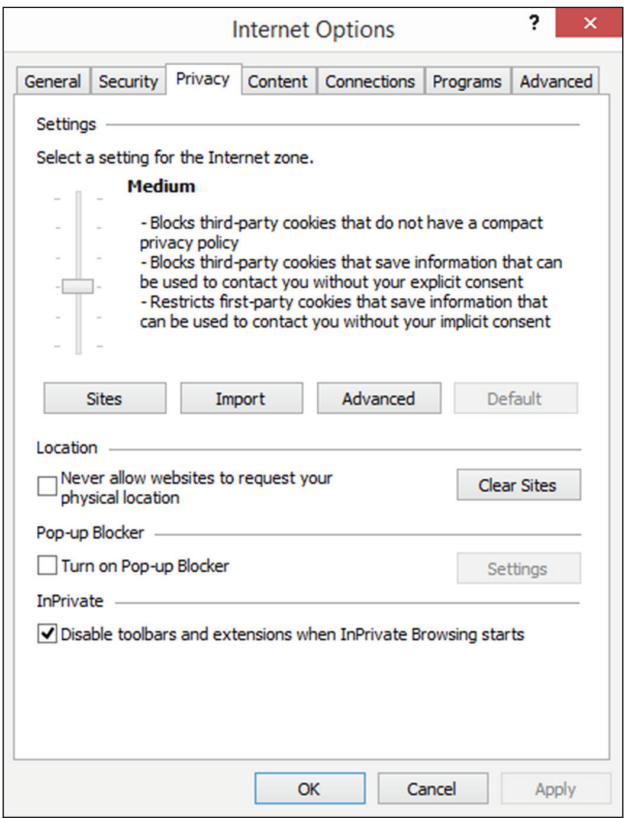 Internet Options ?
General Security Privacy Content Connections Programs Advanced
Settings
Select a setting for the Internet zone.
Medium
- Blocks third-party cookies that do not have a compact
privacy policy
- Blocks third-party cookies that save information that can
be used to contact you without your explicit consent
- Restricts first-party cookies that save information that
can be used to contact you without your implicit consent
Sites Import Advanced Default
Location
Never allow websites to request your
physical location
Clear Sites
Pop-up Blocker
Turn on Pop-up Blocker Settings
InPrivate
Disable toolbars and extensions when InPrivate Browsing starts
OK Cancel Apply